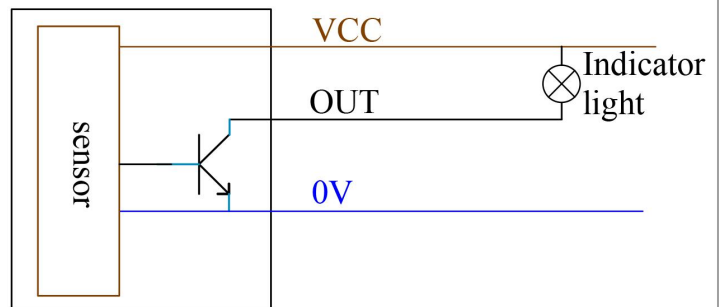 VCC
Indicator
light
OUT
sensor
0V